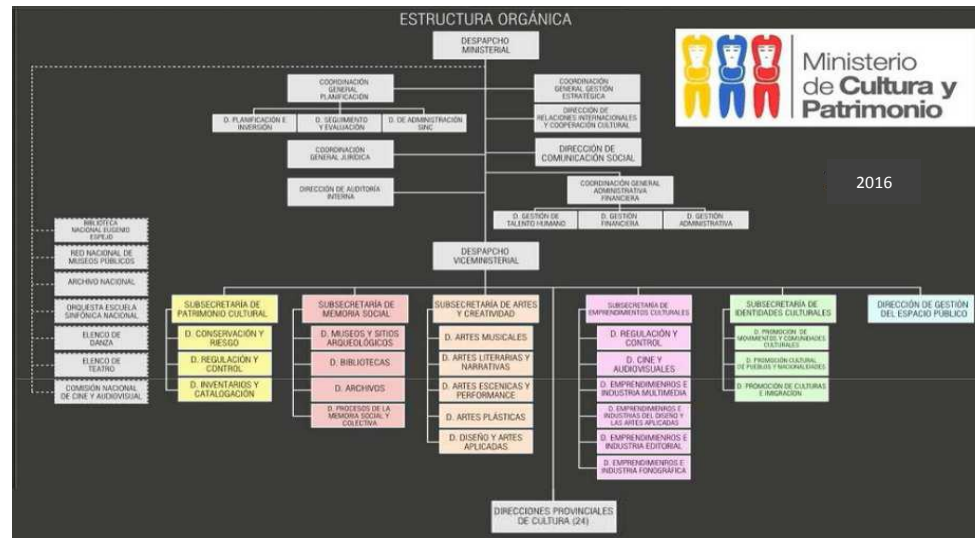 ESTRUCTURA ORGÁNICA
DESPAPCHO
MINISTERIAL
Ministerio
de Cultura y
Patrimonio
2016
COORDINACIÓN
GENERAL
PLANIFICACIÓN
D. PLANIFICACIÓN E
INVERSIÓN
D. SEGUIMIENTO
Y EVALUACIÓN
D. DE ADMINISTRACIÓN
SINC
COORDINACIÓN
GENERAL GESTIÓN
ESTRATÉGICA
DIRECCIÓN DE
RELACIONES INTERNACIONALES
Y COOPERACIÓN CULTURAL
COORDINACIÓN
GENERAL JURÍDICA
DIRECCIÓN DE
COMUNICACIÓN SOCIAL
DIRECCIÓN DE AUDITORÍA
INTERNA
COORDINACIÓN GENERAL
ADMINISTRATIVA
FINANCIERA
D. GESTIÓN DE
TALENTO HUMANO
D. GESTIÓN
FINANCIERA
D. GESTIÓN
ADMINISTRATIVA
DESPAPCHO
VICEMINISTERIAL
BIBLIOTECA
NACIONAL EUGENIO
ESPEJO
RED NACIONAL DE
MUSEOS PÚBLICOS
ARCHIVO NACIONAL
ORQUESTA ESCUELA
SINFÓNICA NACIONAL
ELENCO DE
DANZA
ELENCO DE
TEATRO
COMISIÓN NACIONAL
DE CINE Y AUDIOVISUAL
SUBSECRETARÍA DE
PATRIMONIO CULTURAL
D. CONSERVACIÓN Y
RIESGO
D. REGULACIÓN Y
CONTROL
D. INVENTARIOS Y
CATALOGACIÓN
SUBSECRETARÍA DE
MEMORIA SOCIAL
D. MUSEOS Y SITIOS
ARQUEOLÓGICOS
D. BIBLIOTECAS
D. ARCHIVOS
D. PROCESOS DE LA
MEMORIA SOCIAL Y
COLECTIVA
SUBSECRETARÍA DE ARTES
Y CREATIVIDAD
D. ARTES MUSICALES
D. ARTES LITERARIAS Y
NARRATIVAS
D. ARTES ESCENICAS Y
PERFORMANCE
D. ARTES PLÁSTICAS
D. DISEÑO Y ARTES
APLICADAS
SUBSECRETARÍA DE
EMPRENDIMIENTOS CULTURALES
D. REGULACIÓN Y
CONTROL
D. CINE Y
AUDIOVISUALES
D. EMPRENDIMIENROS E
INDUSTRIA MULTIMEDIA
D. EMPRENDIMIENROS E
INDUSTRIAS DEL DISEÑO Y
LAS ARTES APLICADAS
D. EMPRENDIMIENROS E
INDUSTRIA EDITORIAL
D. EMPRENDIMIENROS E
INDUSTRIA FONOGRÁFICA
SUBSECRETARÍA DE
IDENTIDADES CULTURALES
D. PROMOCIÓN DE
MOVIMIENTOS Y COMUNIDADES
CULTURALES
D. PROMOCIÓN CULTURAL
DE PUEBLOS Y NACIONALIDADES
D. PROMOCIÓN DE CULTURAS
E IMIGRACIÓN
DIRECCIÓN DE GESTIÓN
DEL ESPACIO PÚBLICO
DIRECCIONES PROVINCIALES
DE CULTURA (24)